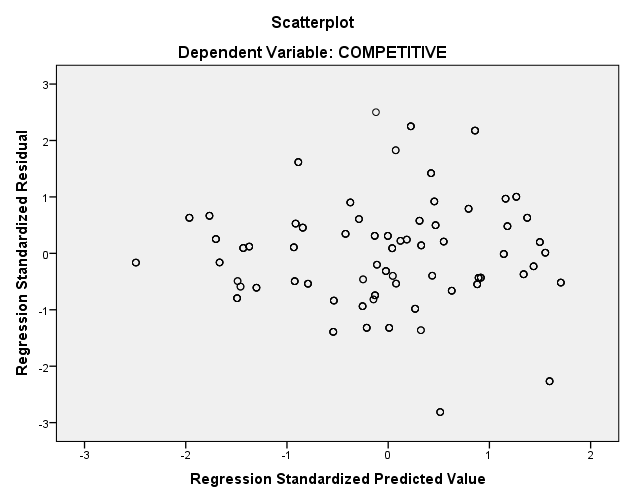 Scatterplot
Dependent Variable: COMPETITIVE
Regression Standardized Residual
3
2
1
0
-1
-2
-3
-3 -2 -1 0 1 2
Regression Standardized Predicted Value